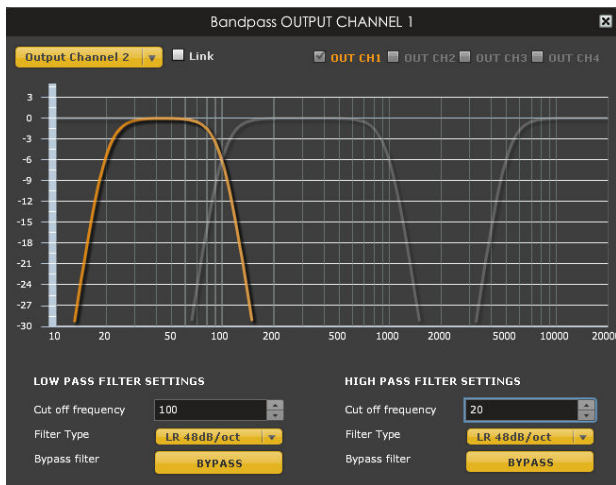 Bandpass OUTPUT CHANNEL 1
Output Channel 2 Link OUT CH1 OUT CH2 OUT CH3 OUT CH4
3
0
-3
-6
-9
-12
-15
-18
-21
-24
-27
-30
10 20 50 100 200 500 1000 2000 5000 10000 2000
LOW PASS FILTER SETTINGS HIGH PASS FILTER SETTINGS
Cut off frequency 100 Cut off frequency 20
Filter Type LR 48dB/oct Filter Type LR 48dB/oct
Bypass filter BYPASS Bypass filter BYPASS